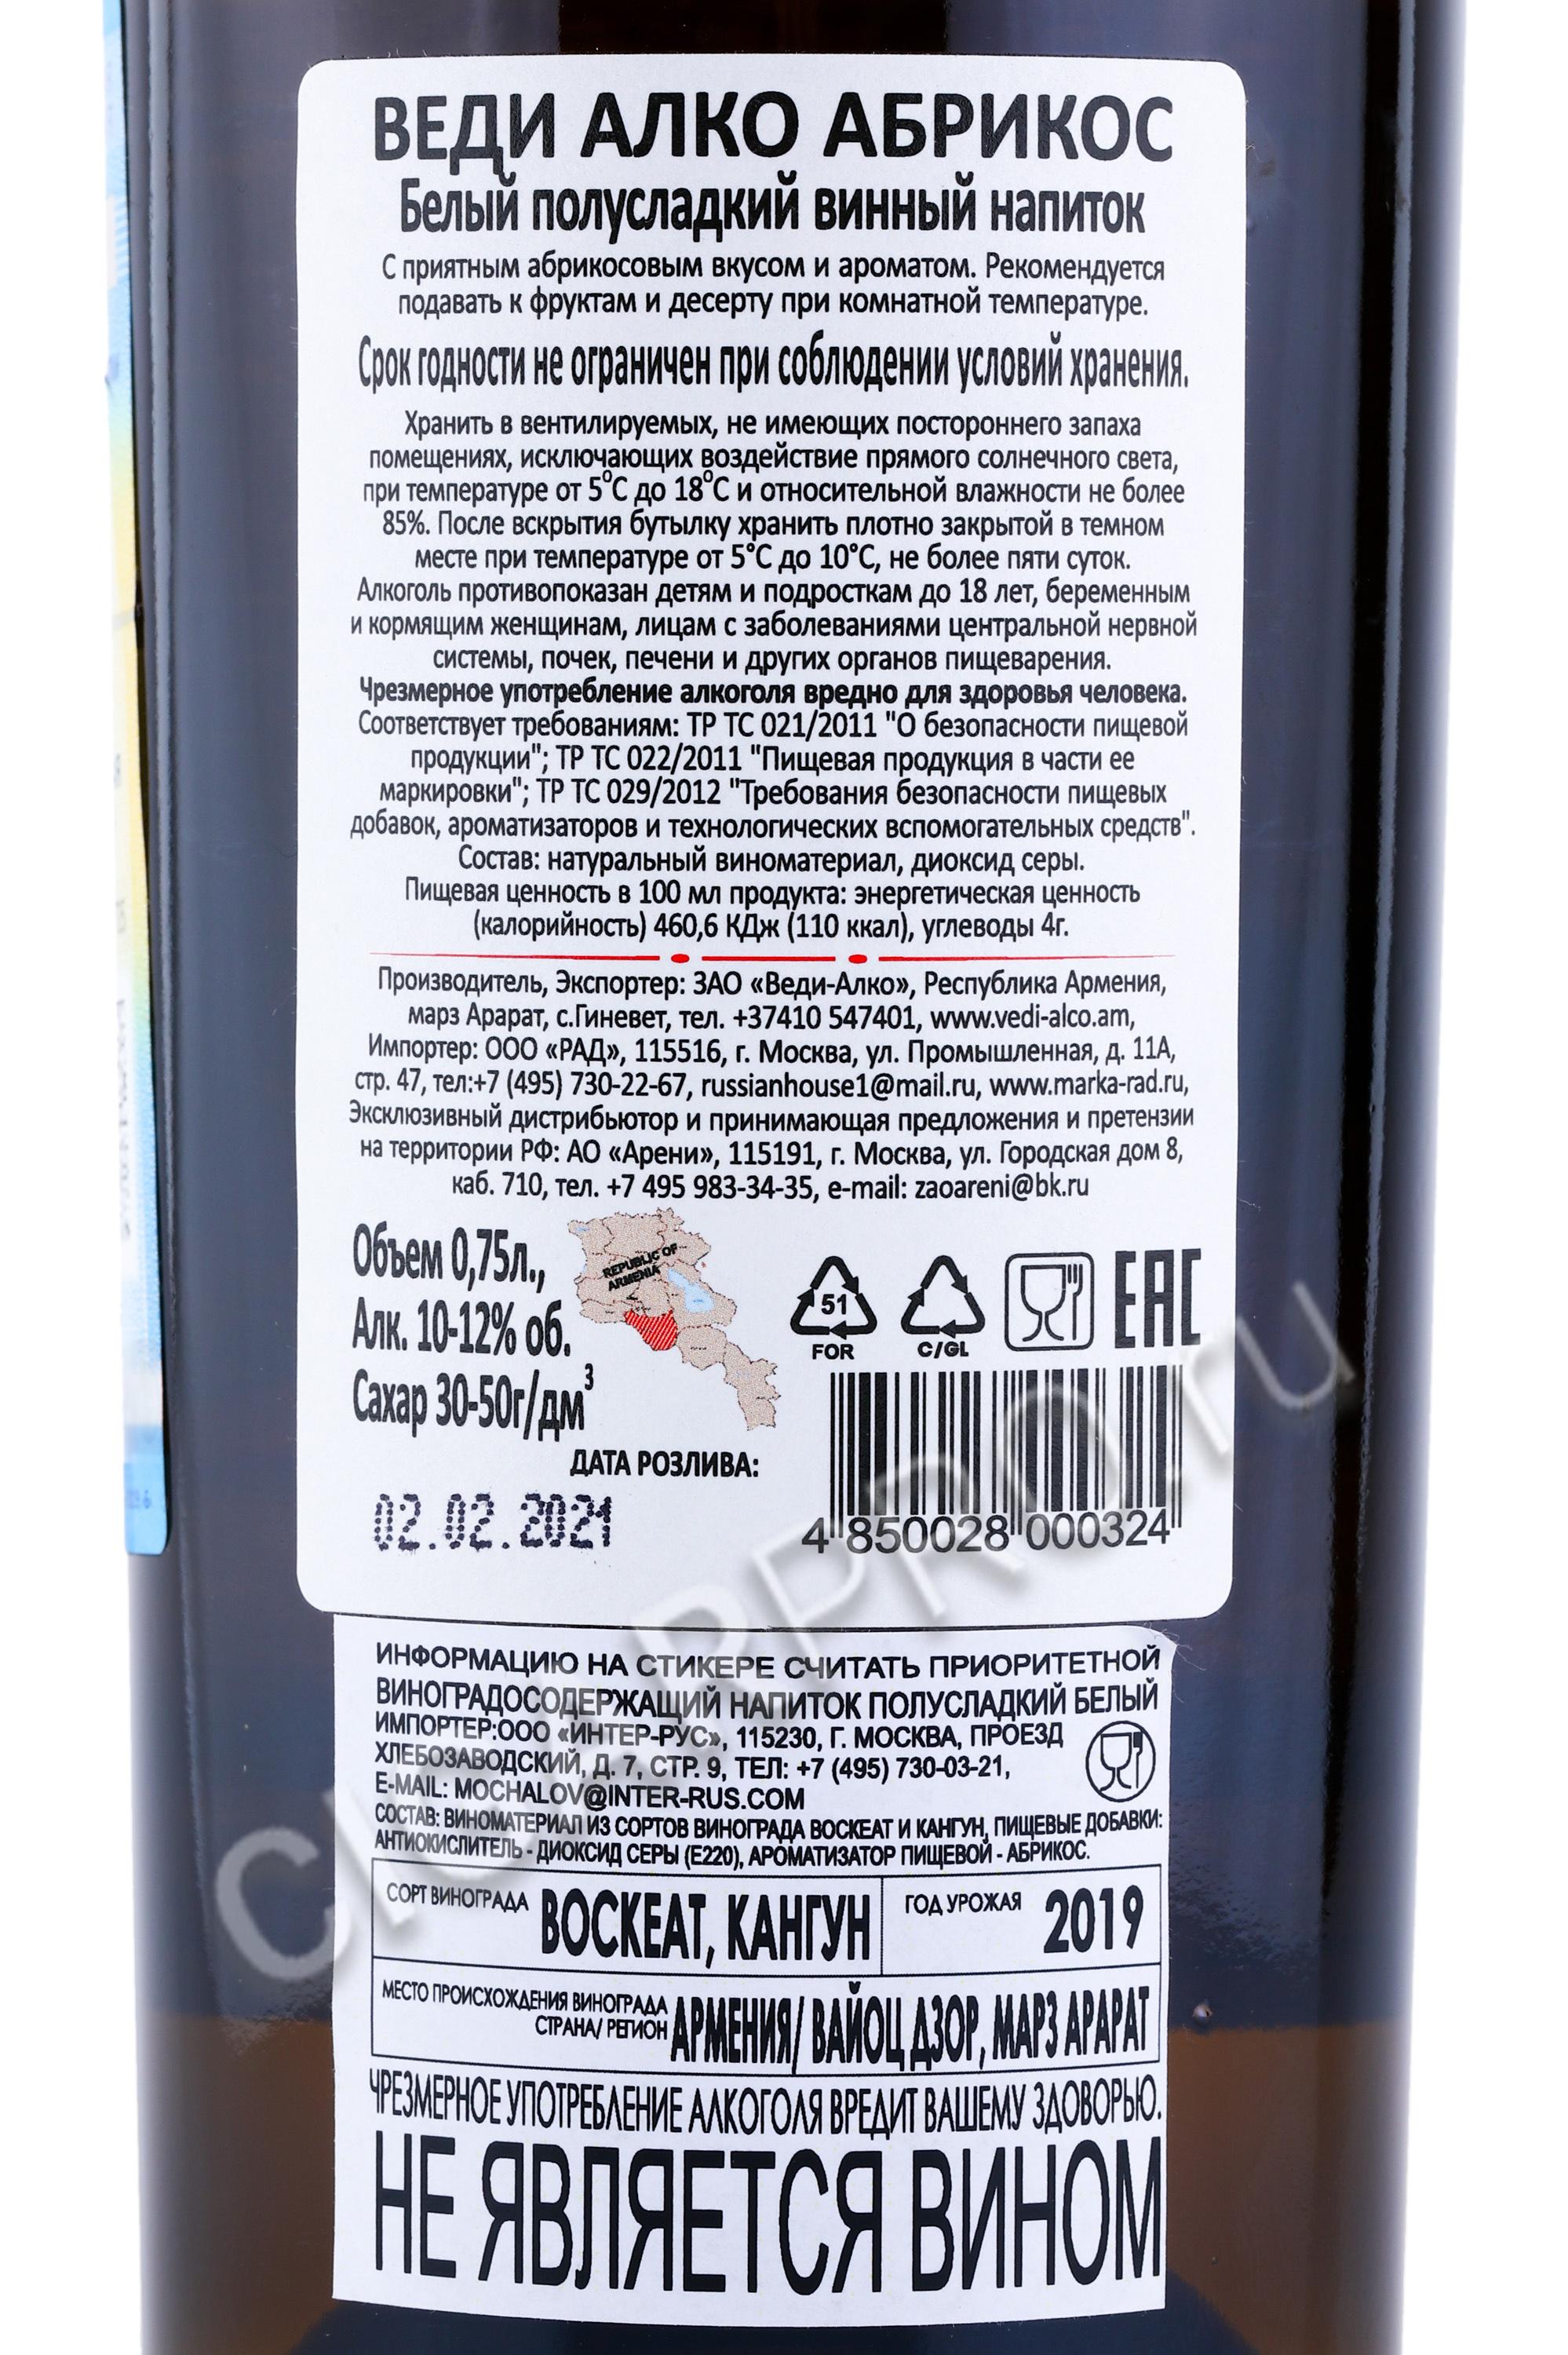 ВЕДИ АЛКО АБРИКОС
Белый полусладкий винный напиток
С приятным абрикосовым вкусом и ароматом. Рекомендуется
подавать к фруктам и десерту при комнатной температуре.
Срок годности не ограничен при соблюдении условий хранения.
Хранить в вентилируемых, не имеющих постороннего запаха
помещениях, исключающих воздействие прямого солнечного света,
при температуре от 5°С до 18°С и относительной влажности не более
85%. После вскрытия бутылку хранить плотно закрытой в темном
месте при температуре от 5°С до 10°С, не более пяти суток.
Алкоголь противопоказан детям и подросткам до 18 лет, беременным
и кормящим женщинам, лицам с заболеваниями центральной нервной
системы, почек, печени и других органов пищеварения.
Чрезмерное употребление алкоголя вредно для здоровья человека.
Соответствует требованиям: ТР ТС 021/2011 "О безопасности пищевой
продукции"; ТР ТС 022/2011 "Пищевая продукция в части ее
маркировки"; ТР ТС 029/2012 "Требования безопасности пищевых
добавок, ароматизаторов и технологических вспомогательных средств".
Состав: натуральный виноматериал, диоксид серы.
Пищевая ценность в 100 мл продукта: энергетическая ценность
(калорийность) 460,6 КДж (110 ккал), углеводы 4г.
Производитель, Экспортер: ЗАО «Веди-Алко», Республика Армения,
марз Арарат, с.Гиневет, тел. +37410 547401, www.vedi-alco.am,
Импортер: ООО «РАД», 115516, г. Москва, ул. Промышленная, д. 11А,
стр. 47, тел:+7 (495) 730-22-67, russianhouse1@mail.ru, www.marka-rad.ru,
Эксклюзивный дистрибьютор и принимающая предложения и претензии
на территории РФ: АО «Арени», 115191, г. Москва, ул. Городская дом 8,
каб. 710, тел. +7 495 983-34-35, e-mail: zaoareni@bk.ru
Объем 0,75л.,
Алк. 10-12% об.
Сахар 30-50г/дм³
REPUBLIC OF
ARMENIA
51
FOR
C/GL
EAC
ДАТА РОЗЛИВА:
02.02.2021
4 850028 000324
ИНФОРМАЦИЮ НА СТИКЕРЕ СЧИТАТЬ ПРИОРИТЕТНОЙ
ВИНОГРАДОСОДЕРЖАЩИЙ НАПИТОК ПОЛУСЛАДКИЙ БЕЛЫЙ
ИМПОРТЕР:ООО «ИНТЕР-РУС», 115230, Г. МОСКВА, ПРОЕЗД
ХЛЕБОЗАВОДСКИЙ, Д. 7, СТР. 9, ТЕЛ: +7 (495) 730-03-21,
E-MAIL: MOCHALOV@INTER-RUS.COM
СОСТАВ: ВИНОМАТЕРИАЛ ИЗ СОРТОВ ВИНОГРАДА ВОСКЕАТ И КАНГУН, ПИЩЕВЫЕ ДОБАВКИ:
АНТИОКИСЛИТЕЛЬ - ДИОКСИД СЕРЫ (Е220), АРОМАТИЗАТОР ПИЩЕВОЙ - АБРИКОС.
СОРТ ВИНОГРАДА ВОСКЕАТ, КАНГУН
ГОД УРОЖАЯ 2019
МЕСТО ПРОИСХОЖДЕНИЯ ВИНОГРАДА
СТРАНА/ РЕГИОН
АРМЕНИЯ/ ВАЙОЦ ДЗОР, МАРЗ АРАРАТ
ЧРЕЗМЕРНОЕ УПОТРЕБЛЕНИЕ АЛКОГОЛЯ ВРЕДИТ ВАШЕМУ ЗДОВОРЬЮ.
НЕ ЯВЛЯЕТСЯ ВИНОМ